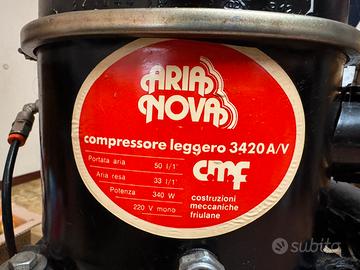 ARIA
NOVA
compressore leggero 3420 A/V
Portata aria 50 l/1'
Aria resa 33 l/1'
Potenza 340 W
220 V mono
cmf
costruzioni
meccaniche
friulane
subito